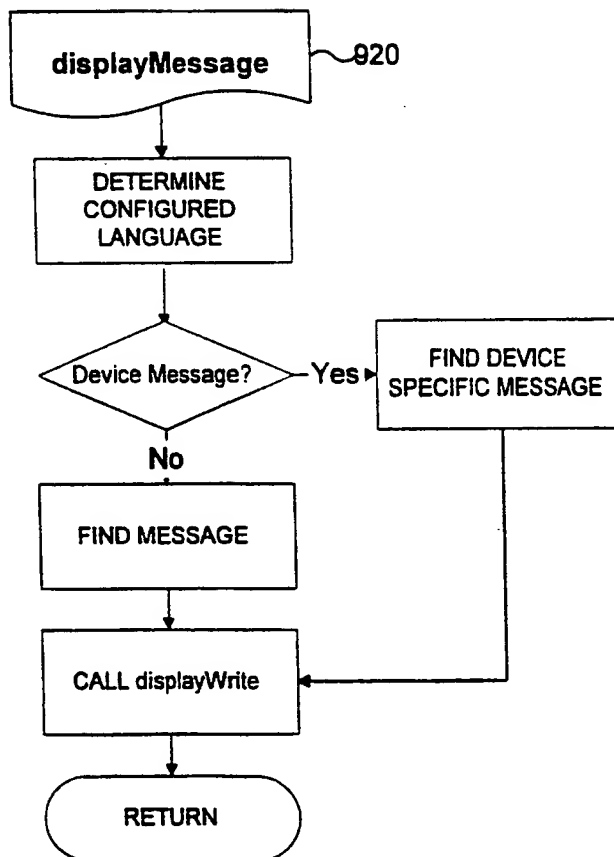 displayMessage
920
DETERMINE
CONFIGURED
LANGUAGE
Device Message?
Yes
FIND DEVICE
SPECIFIC MESSAGE
No
FIND MESSAGE
CALL displayWrite
RETURN